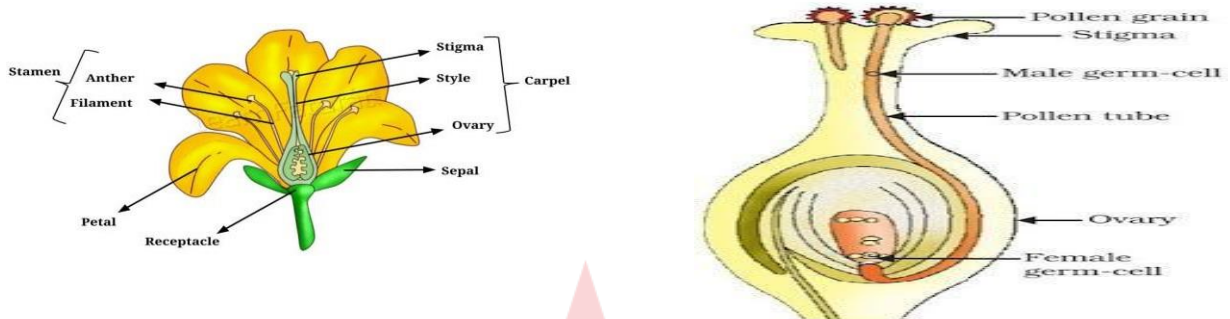 Stamen
Anther
Filament
Petal
Receptacle
Stigma
Style
Carpel
Ovary
Sepal
Pollen grain
Stigma
Male germ-cell
Pollen tube
Ovary
Female
germ-cell